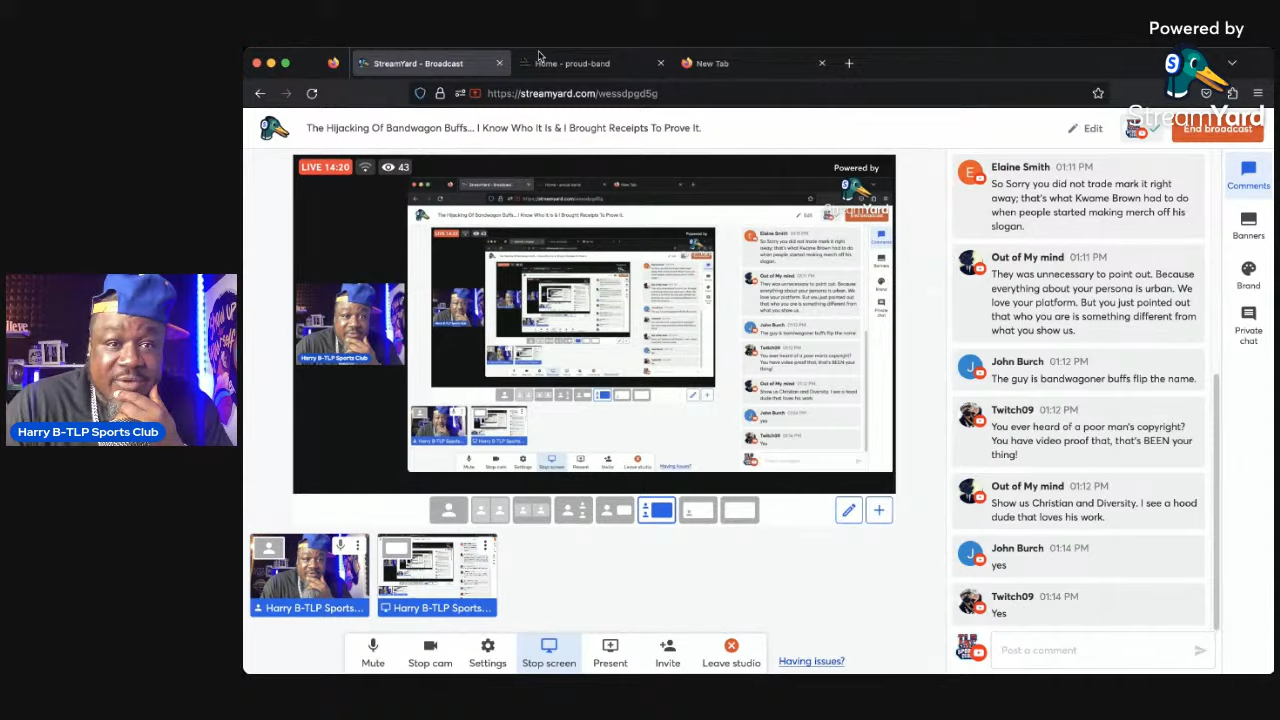 Powered by
StreamYard
StreamYard - Broadcast
Home - proud-band
New Tab
https://streamyard.com/wessdpgd5g
The Hijacking Of Bandwagon Buffs... I Know Who It Is & I Brought Receipts To Prove It.
Edit
End broadcast
LIVE 14:20
43
Powered by
StreamYard
Harry B-TLP Sports Club
Harry B-TLP Sports Club
Elaine Smith 01:11 PM
So Sorry you did not trade mark it right
away; that's what Kwame Brown had to
do when people started making merch off of his
slogan.
Out Of My mind 01:11 PM
They was unnecessary to point out. Because
everything about your persona is urban. We
love your platform. But you just pointed out
that who you are is something different from
what you show us.
John Burch 01:12 PM
The guy is bandwagoner buffs flip the name.
Twitch09 01:12 PM
You ever heard of a poor man's copyright?
You have video proof that, that's BEEN your
thing!
Out Of My mind 01:12 PM
Show us Christian and Diversity. I see a hood
dude that loves his work.
John Burch 01:14 PM
yes
Twitch09 01:14 PM
Yes
Post a comment
Comments
Banners
Brand
Private
chat
Harry B-TLP Sports...
Harry B-TLP Sports...
Mute
Stop cam
Settings
Stop screen
Present
Invite
Leave studio
Having issues?